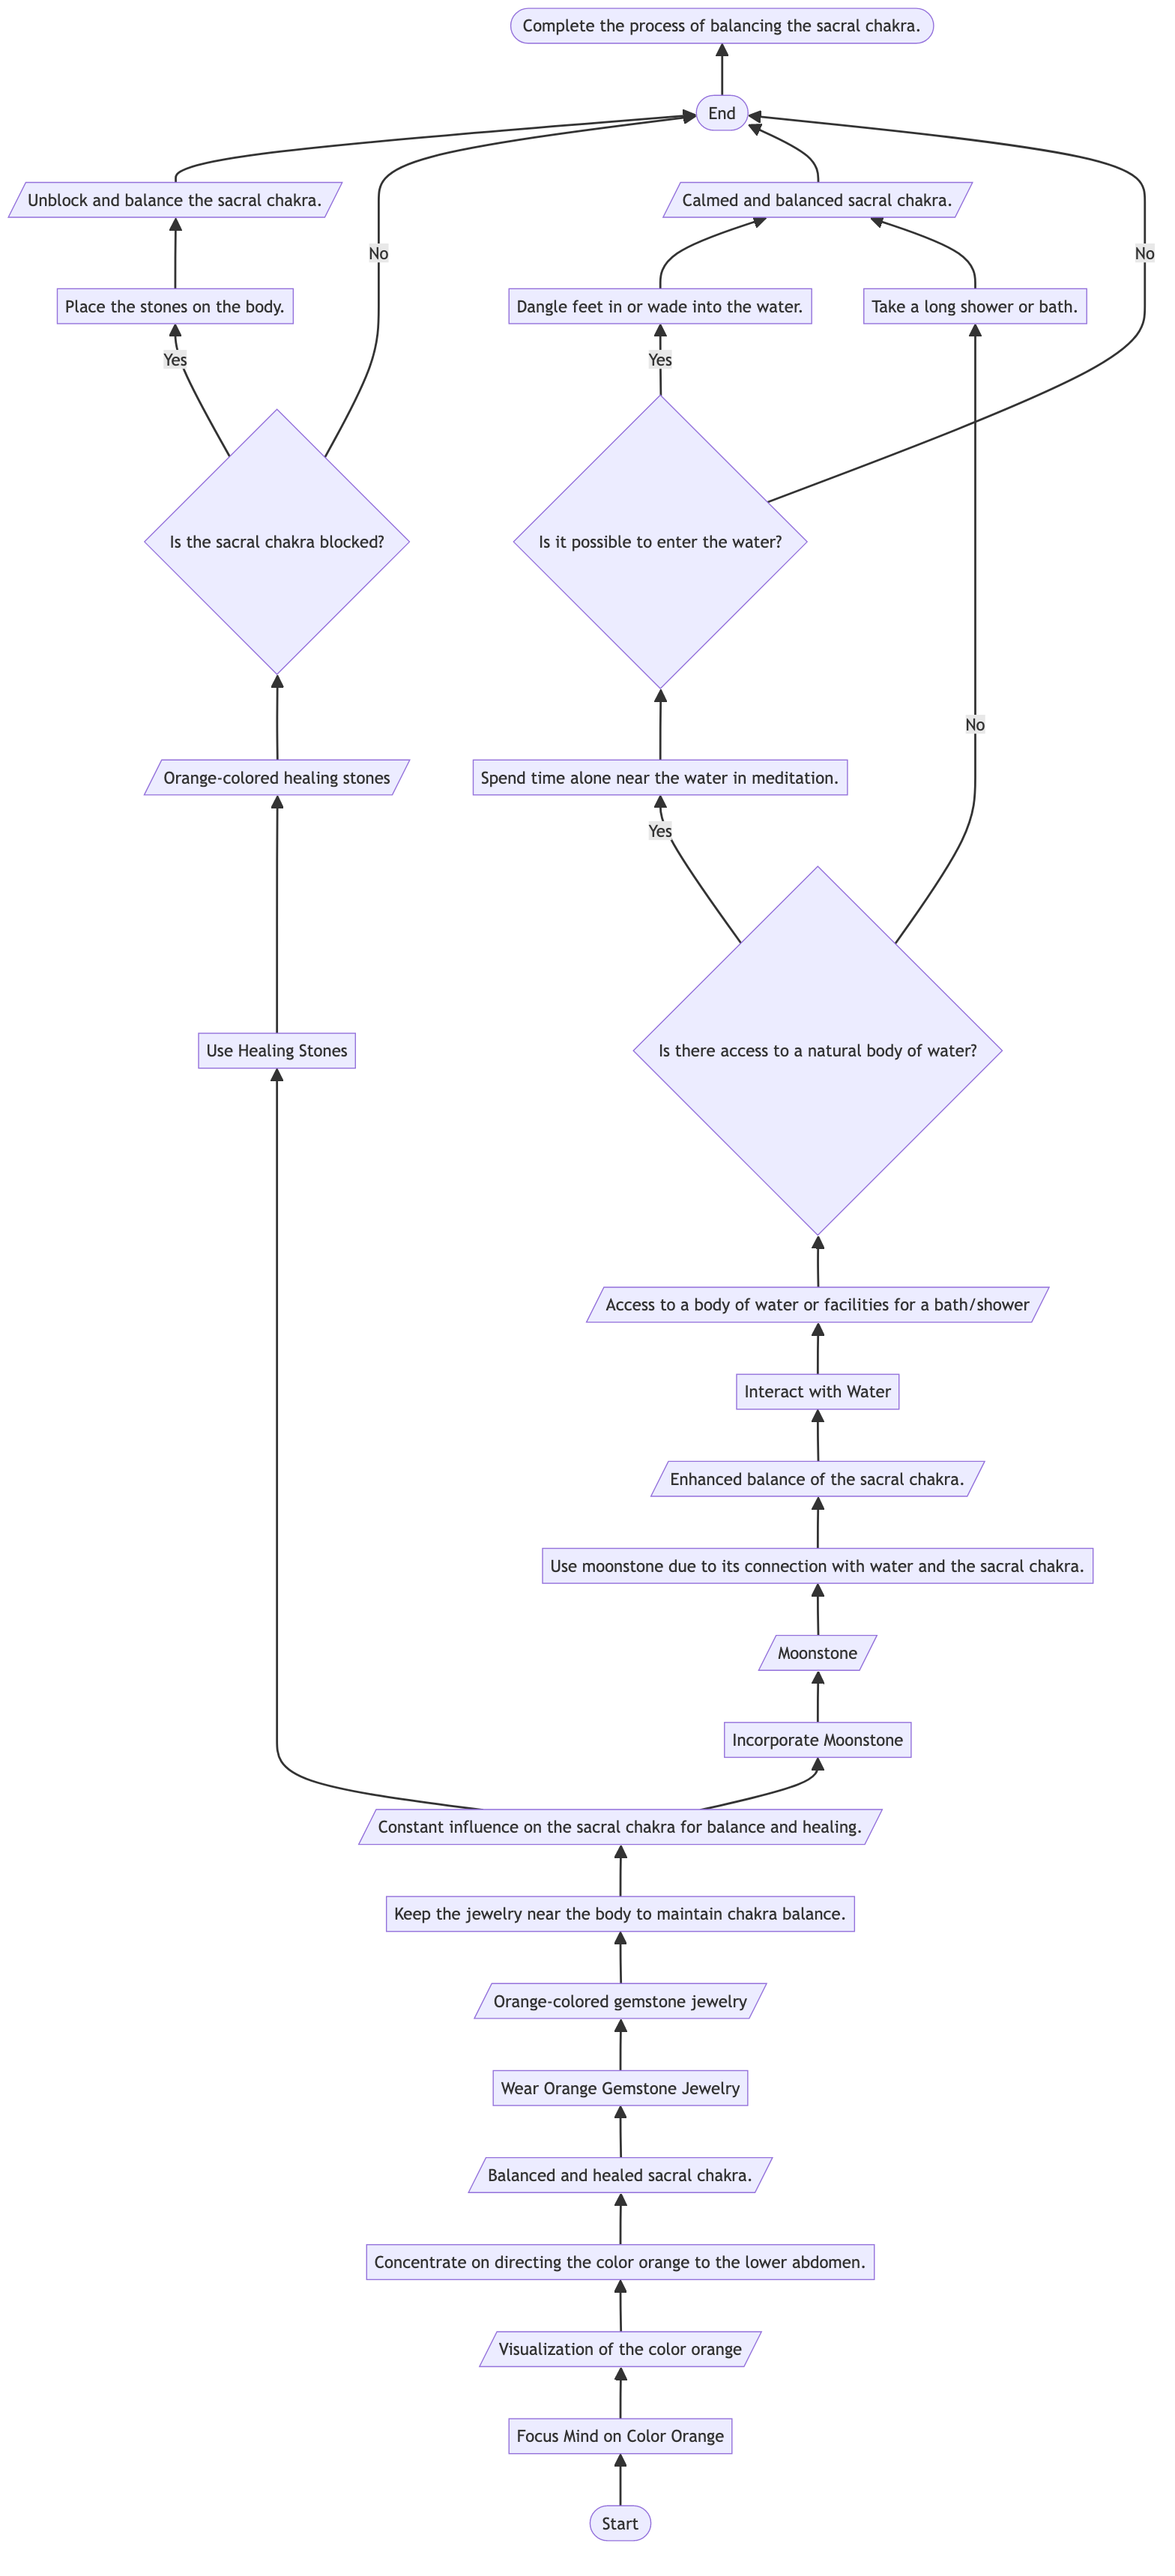 Complete the process of balancing the sacral chakra.
End
Unblock and balance the sacral chakra.
Calmed and balanced sacral chakra.
No
No
Place the stones on the body.
Dangle feet in or wade into the water.
Take a long shower or bath.
Yes
Yes
Is the sacral chakra blocked?
Is it possible to enter the water?
No
Orange-colored healing stones
Spend time alone near the water in meditation.
Yes
Use Healing Stones
Is there access to a natural body of water?
Access to a body of water or facilities for a bath/shower
Interact with Water
Enhanced balance of the sacral chakra.
Use moonstone due to its connection with water and the sacral chakra.
Moonstone
Incorporate Moonstone
Constant influence on the sacral chakra for balance and healing.
Keep the jewelry near the body to maintain chakra balance.
Orange-colored gemstone jewelry
Wear Orange Gemstone Jewelry
Balanced and healed sacral chakra.
Concentrate on directing the color orange to the lower abdomen.
Visualization of the color orange
Focus Mind on Color Orange
Start